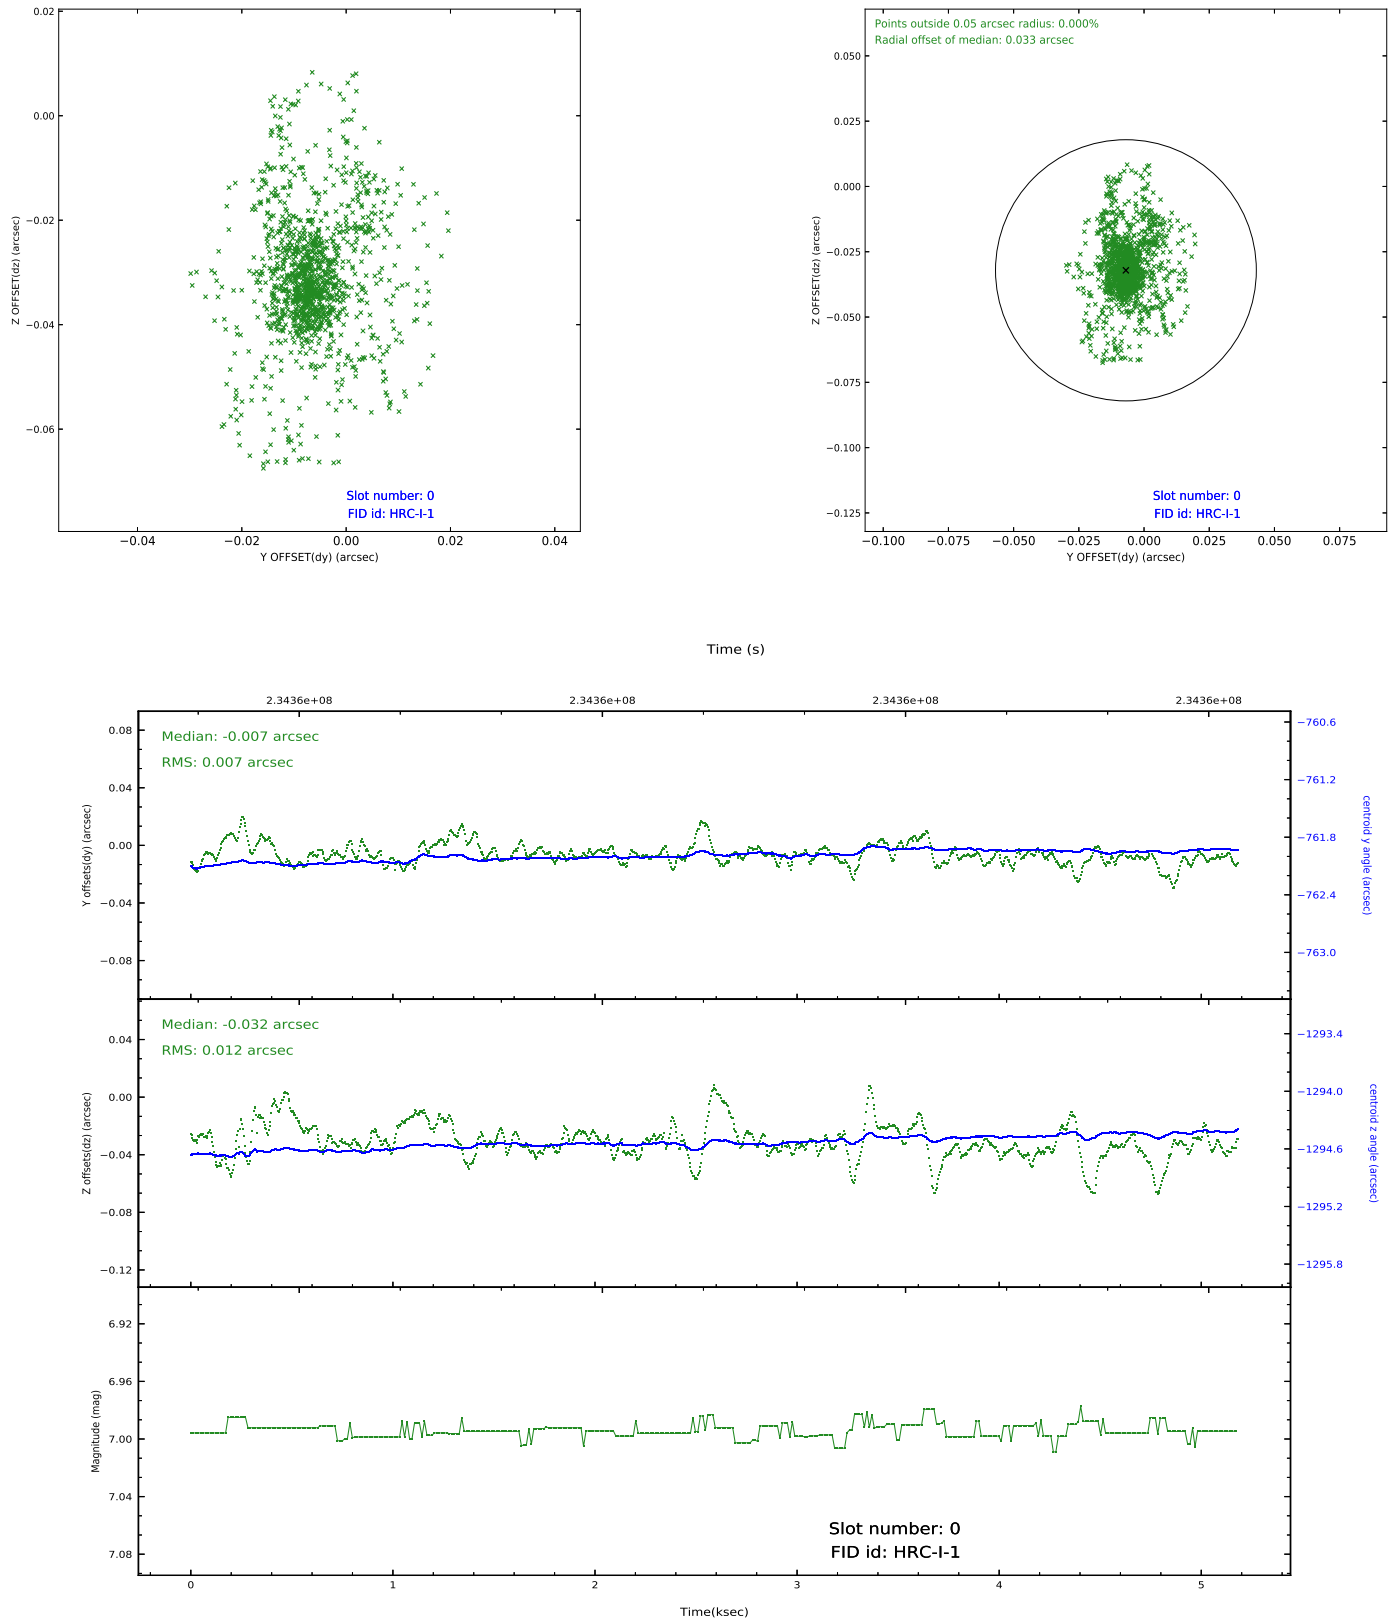 0.02
0.00
−0.02
−0.04
−0.06
Z OFFSET(dz) (arcsec)
Slot number: 0
FID id: HRC-I-1
−0.04 −0.02 0.00 0.02 0.04
Y OFFSET(dy) (arcsec)
Points outside 0.05 arcsec radius: 0.000%
Radial offset of median: 0.033 arcsec
0.050
0.025
0.000
−0.025
−0.050
−0.075
−0.100
−0.125
Z OFFSET(dz) (arcsec)
Slot number: 0
FID id: HRC-I-1
−0.100 −0.075 −0.050 −0.025 0.000 0.025 0.050 0.075
Y OFFSET(dy) (arcsec)
Time (s)
2.3436e+08 2.3436e+08 2.3436e+08 2.3436e+08
Median: -0.007 arcsec
RMS: 0.007 arcsec
0.08
0.04
0.00
−0.04
−0.08
Y offsets(dy) (arcsec)
−760.6
−761.2
−761.8
−762.4
−763.0
centroid y angle (arcsec)
Median: -0.032 arcsec
RMS: 0.012 arcsec
0.04
0.00
−0.04
−0.08
−0.12
Z offsets(dz) (arcsec)
−1293.4
−1294.0
−1294.6
−1295.2
−1295.8
centroid z angle (arcsec)
6.92
6.96
7.00
7.04
7.08
Magnitude (mag)
Slot number: 0
FID id: HRC-I-1
0 1 2 3 4 5
Time(ksec)